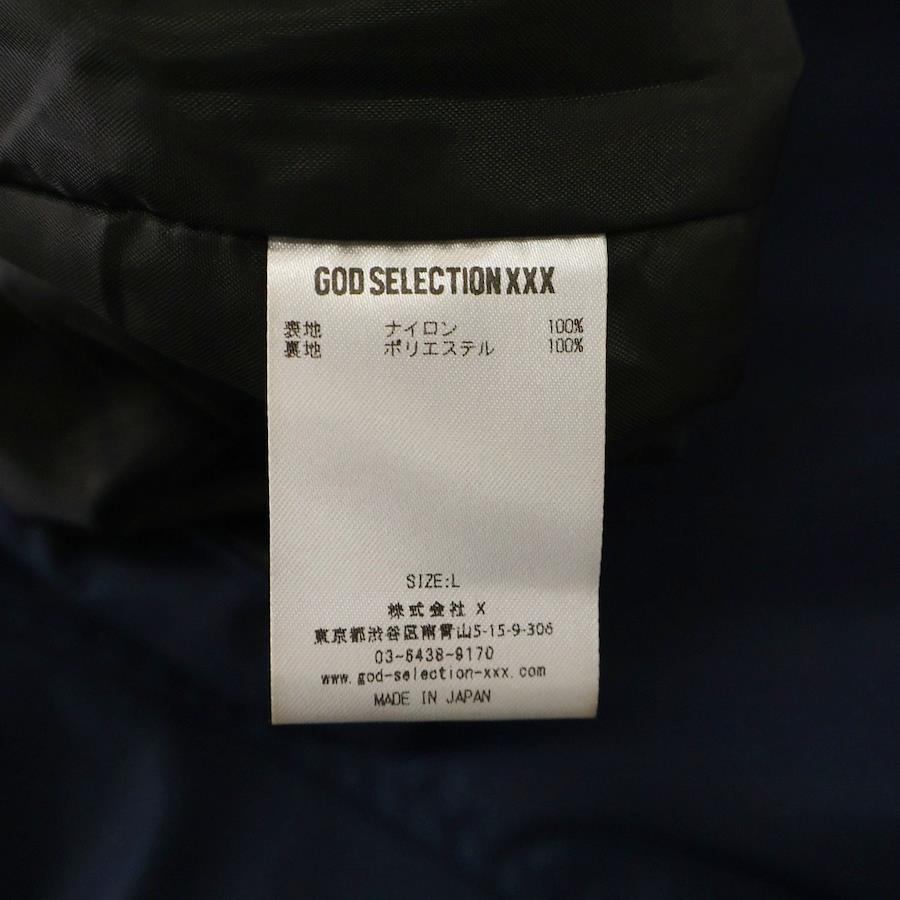 GOD SELECTION XXX
表地 ナイロン 100%
裏地 ポリエステル 100%
SIZE:L
株式会社 X
東京都渋谷区南青山5-15-9-306
03-6438-9170
www.god-selection-xxx.com
MADE IN JAPAN